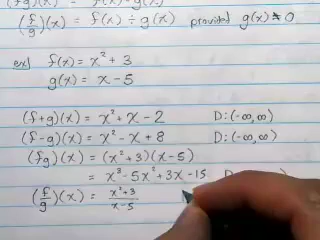 (fg)(x) = f(x) • g(x)
(f/g)(x) = f(x) ÷ g(x) provided g(x) ≠ 0
ex) f(x) = x² + 3
g(x) = x - 5
(f+g)(x) = x² + x - 2 D: (-∞, ∞)
(f-g)(x) = x² - x + 8 D: (-∞, ∞)
(fg)(x) = (x² + 3)(x - 5)
= x³ - 5x² + 3x - 15
(f/g)(x) = x²+3/x-5